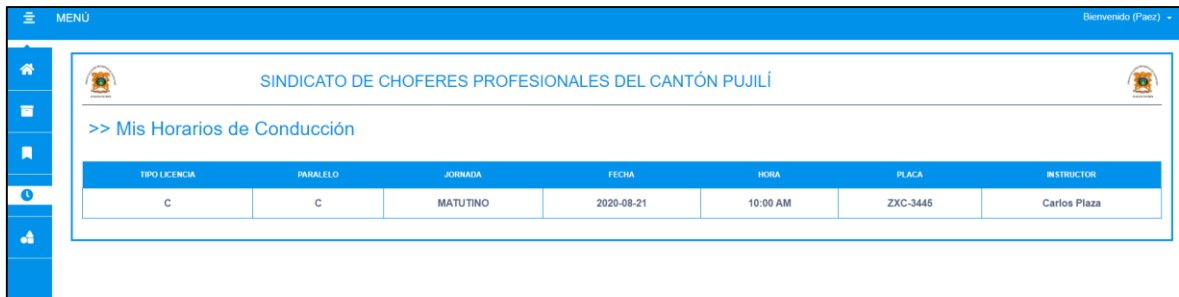 MENÚ Bienvenido (Paez)
SINDICATO DE CHOFERES PROFESIONALES DEL CANTÓN PUJILÍ
>> Mis Horarios de Conducción
TIPO LICENCIA PARALELO JORNADA FECHA HORA PLACA INSTRUCTOR
C C MATUTINO 2020-08-21 10:00 AM ZXC-3445 Carlos Plaza